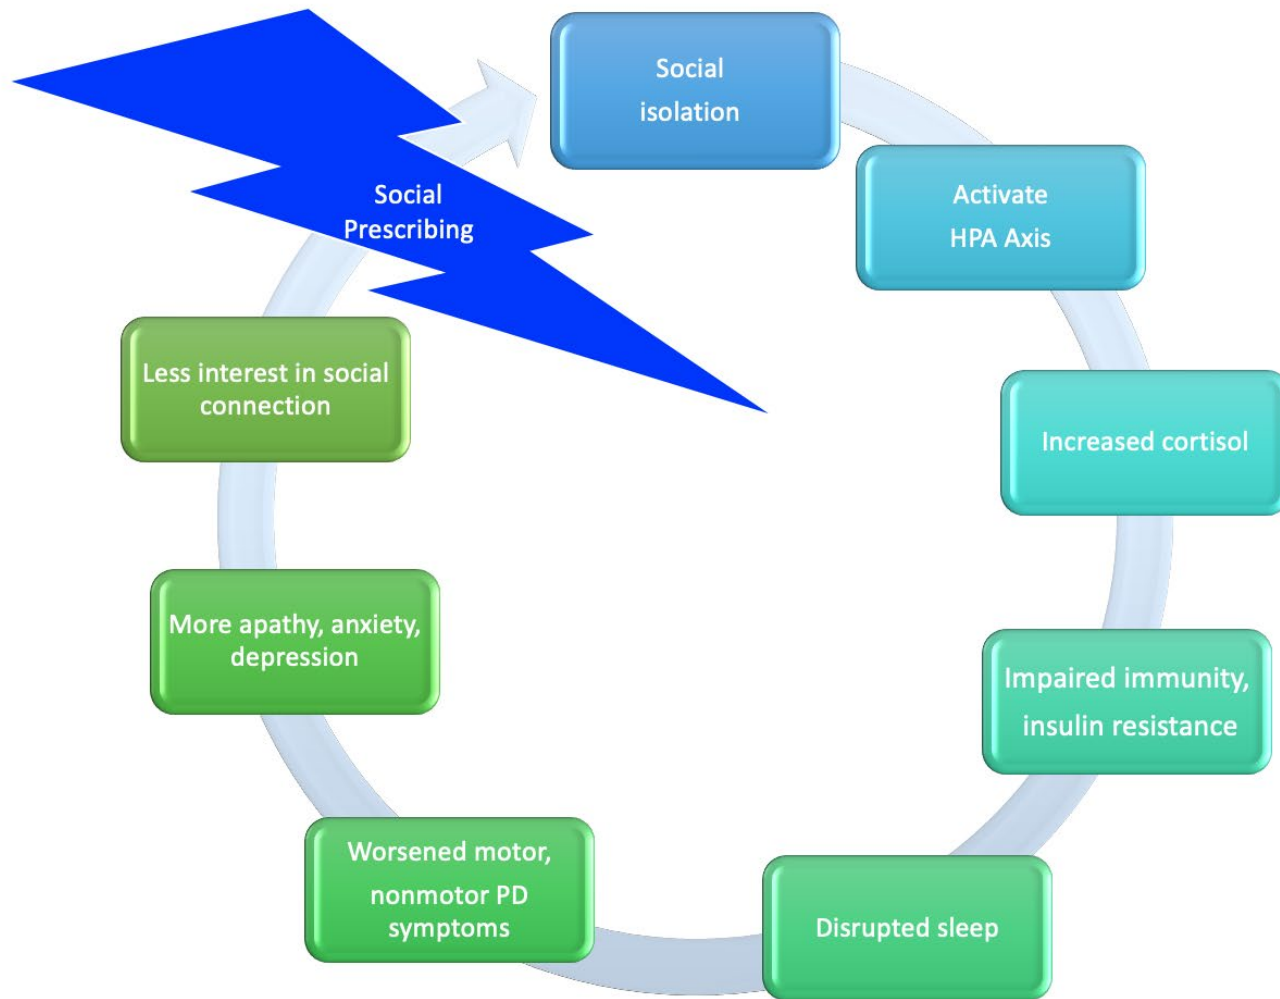 Social
isolation
Activate
HPA Axis
Increased cortisol
Impaired immunity,
insulin resistance
Disrupted sleep
Worsened motor,
nonmotor PD
symptoms
More apathy, anxiety,
depression
Less interest in social
connection
Social
Prescribing